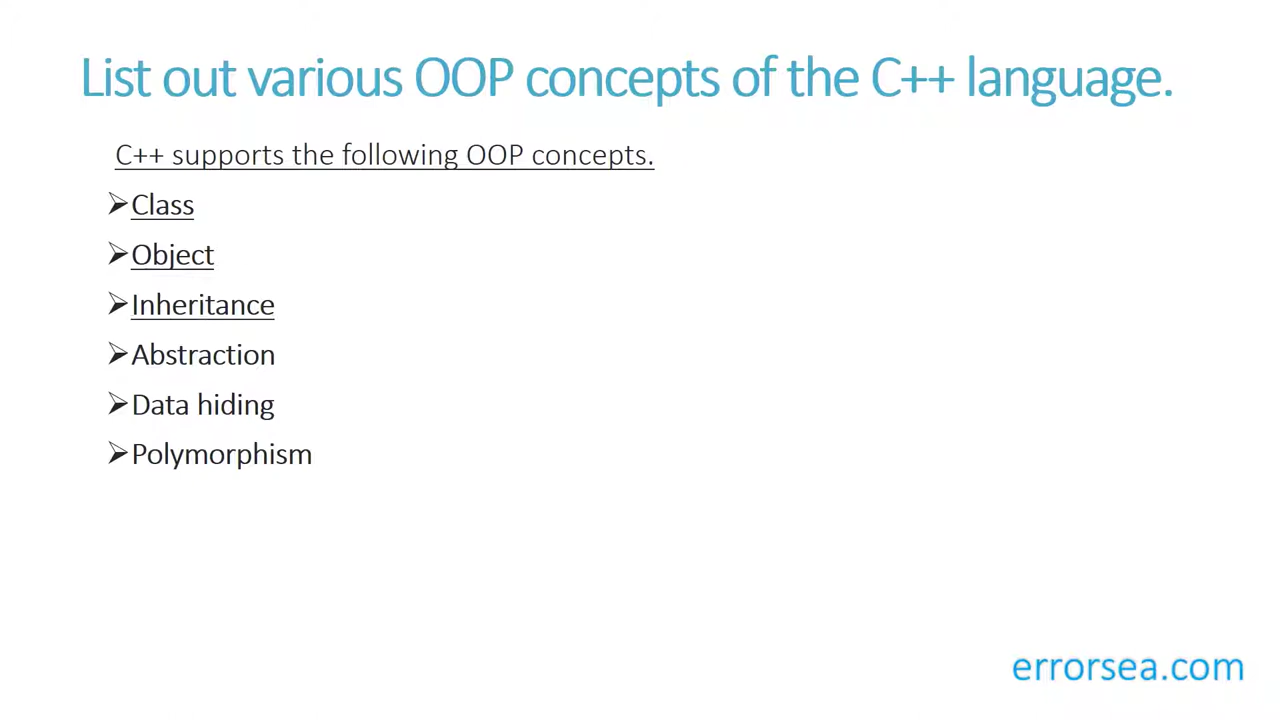 List out various OOP concepts of the C++ language.
C++ supports the following OOP concepts.
➢Class
➢Object
➢Inheritance
➢Abstraction
➢Data hiding
➢Polymorphism
errorsea.com